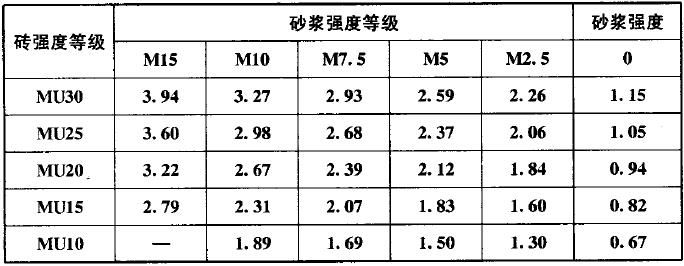 砖强度等级 砂浆强度等级 砂浆强度
M15 M10 M7.5 M5 M2.5 0
MU30 3.94 3.27 2.93 2.59 2.26 1.15
MU25 3.60 2.98 2.68 2.37 2.06 1.05
MU20 3.22 2.67 2.39 2.12 1.84 0.94
MU15 2.79 2.31 2.07 1.83 1.60 0.82
MU10 — 1.89 1.69 1.50 1.30 0.67